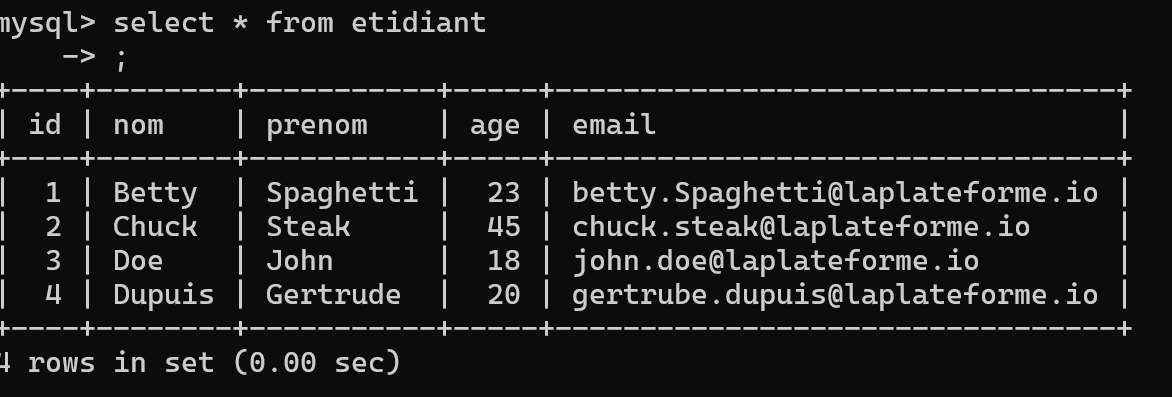 mysql> select * from etidiant
    -> ;
+----+--------+-----------+-----+---------------------------------+
| id | nom    | prenom    | age | email                           |
+----+--------+-----------+-----+---------------------------------+
|  1 | Betty  | Spaghetti |  23 | betty.Spaghetti@laplateforme.io |
|  2 | Chuck  | Steak     |  45 | chuck.steak@laplateforme.io     |
|  3 | Doe    | John      |  18 | john.doe@laplateforme.io        |
|  4 | Dupuis | Gertrude  |  20 | gertrube.dupuis@laplateforme.io |
+----+--------+-----------+-----+---------------------------------+
4 rows in set (0.00 sec)